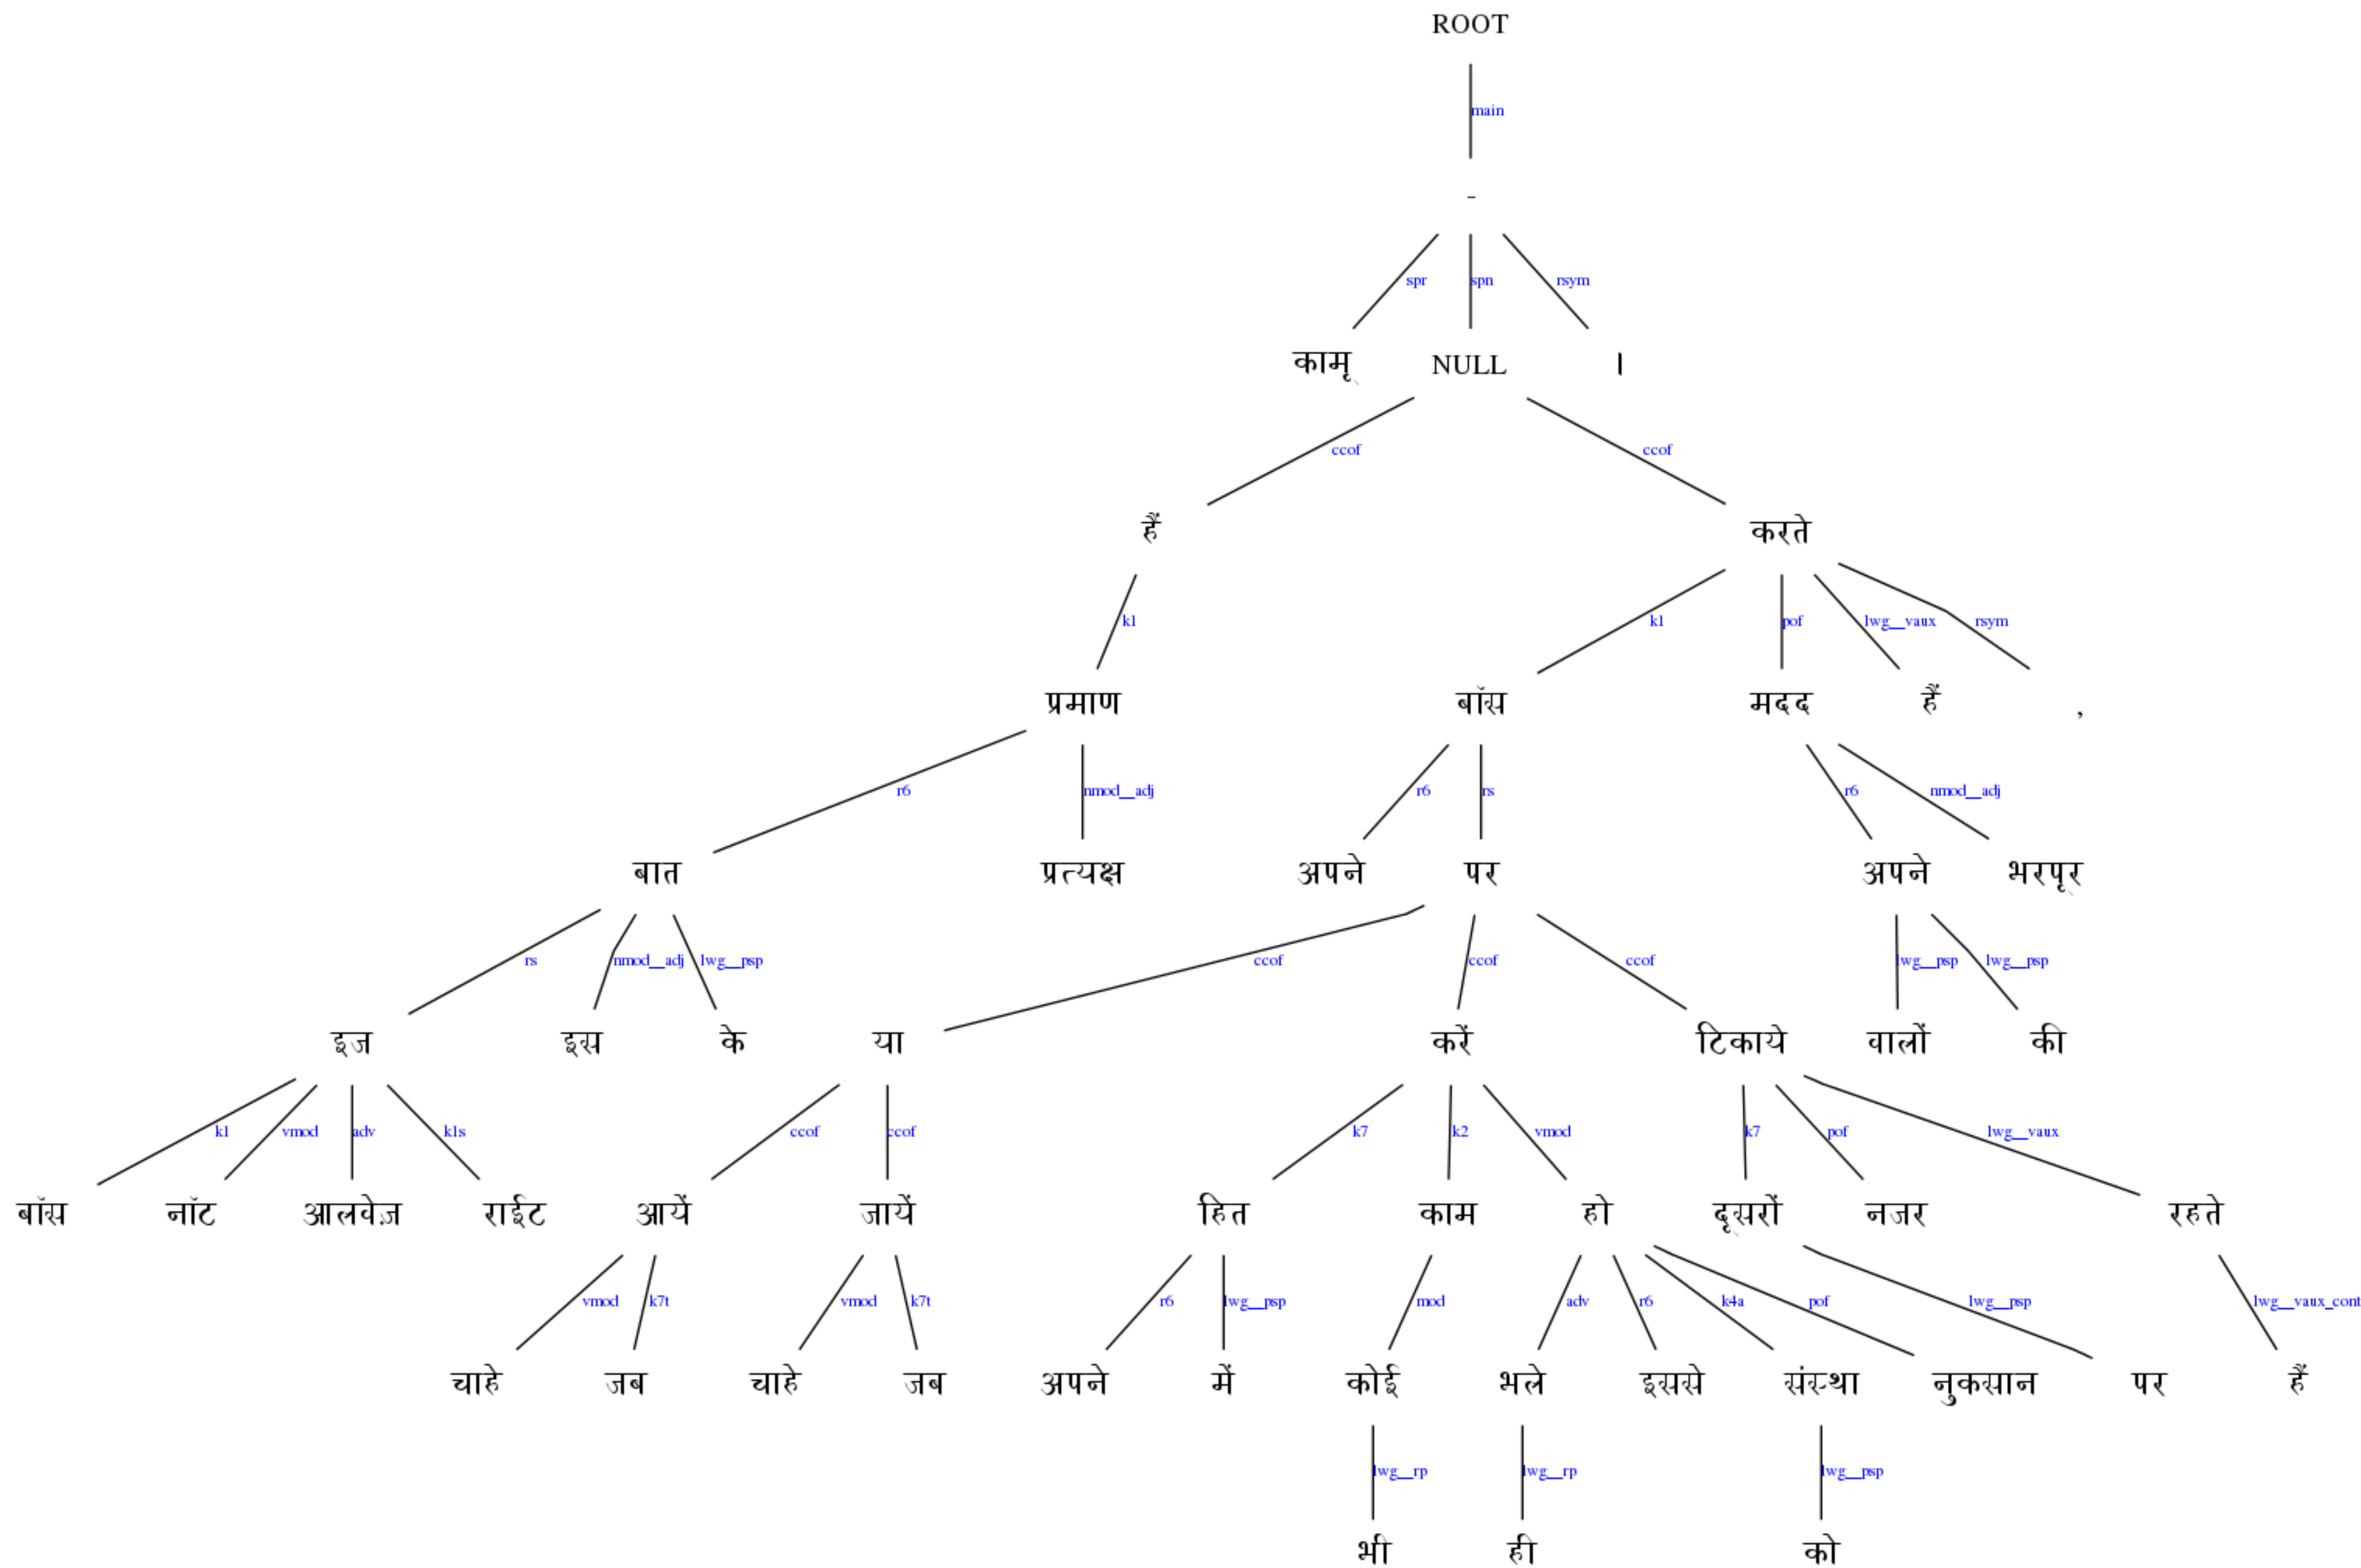 ROOT
main
-
spr spn rsym
कामू NULL ।
ccof ccof
हैं करते
k1 k1 pof lwg__vaux rsym
प्रमाण बॉस मदद हैं ,
r6 nmod__adj r6 rs r6 nmod__adj
बात प्रत्यक्ष अपने पर अपने भरपूर
rs nmod__adj lwg__psp ccof ccof ccof lwg__psp lwg__psp
इज इस के या करें टिकाये वालों की
k1 vmod adv k1s ccof ccof k7 k2 vmod k7 pof lwg__vaux
बॉस नॉट आलवेज़ राईट आयें जायें हित काम हो दूसरों नजर रहते
vmod k7t vmod k7t r6 lwg__psp mod adv r6 k4a pof lwg__psp lwg__vaux_cont
चाहे जब चाहे जब अपने में कोई भले इससे संस्था नुकसान पर हैं
lwg__rp lwg__rp lwg__psp
भी ही को